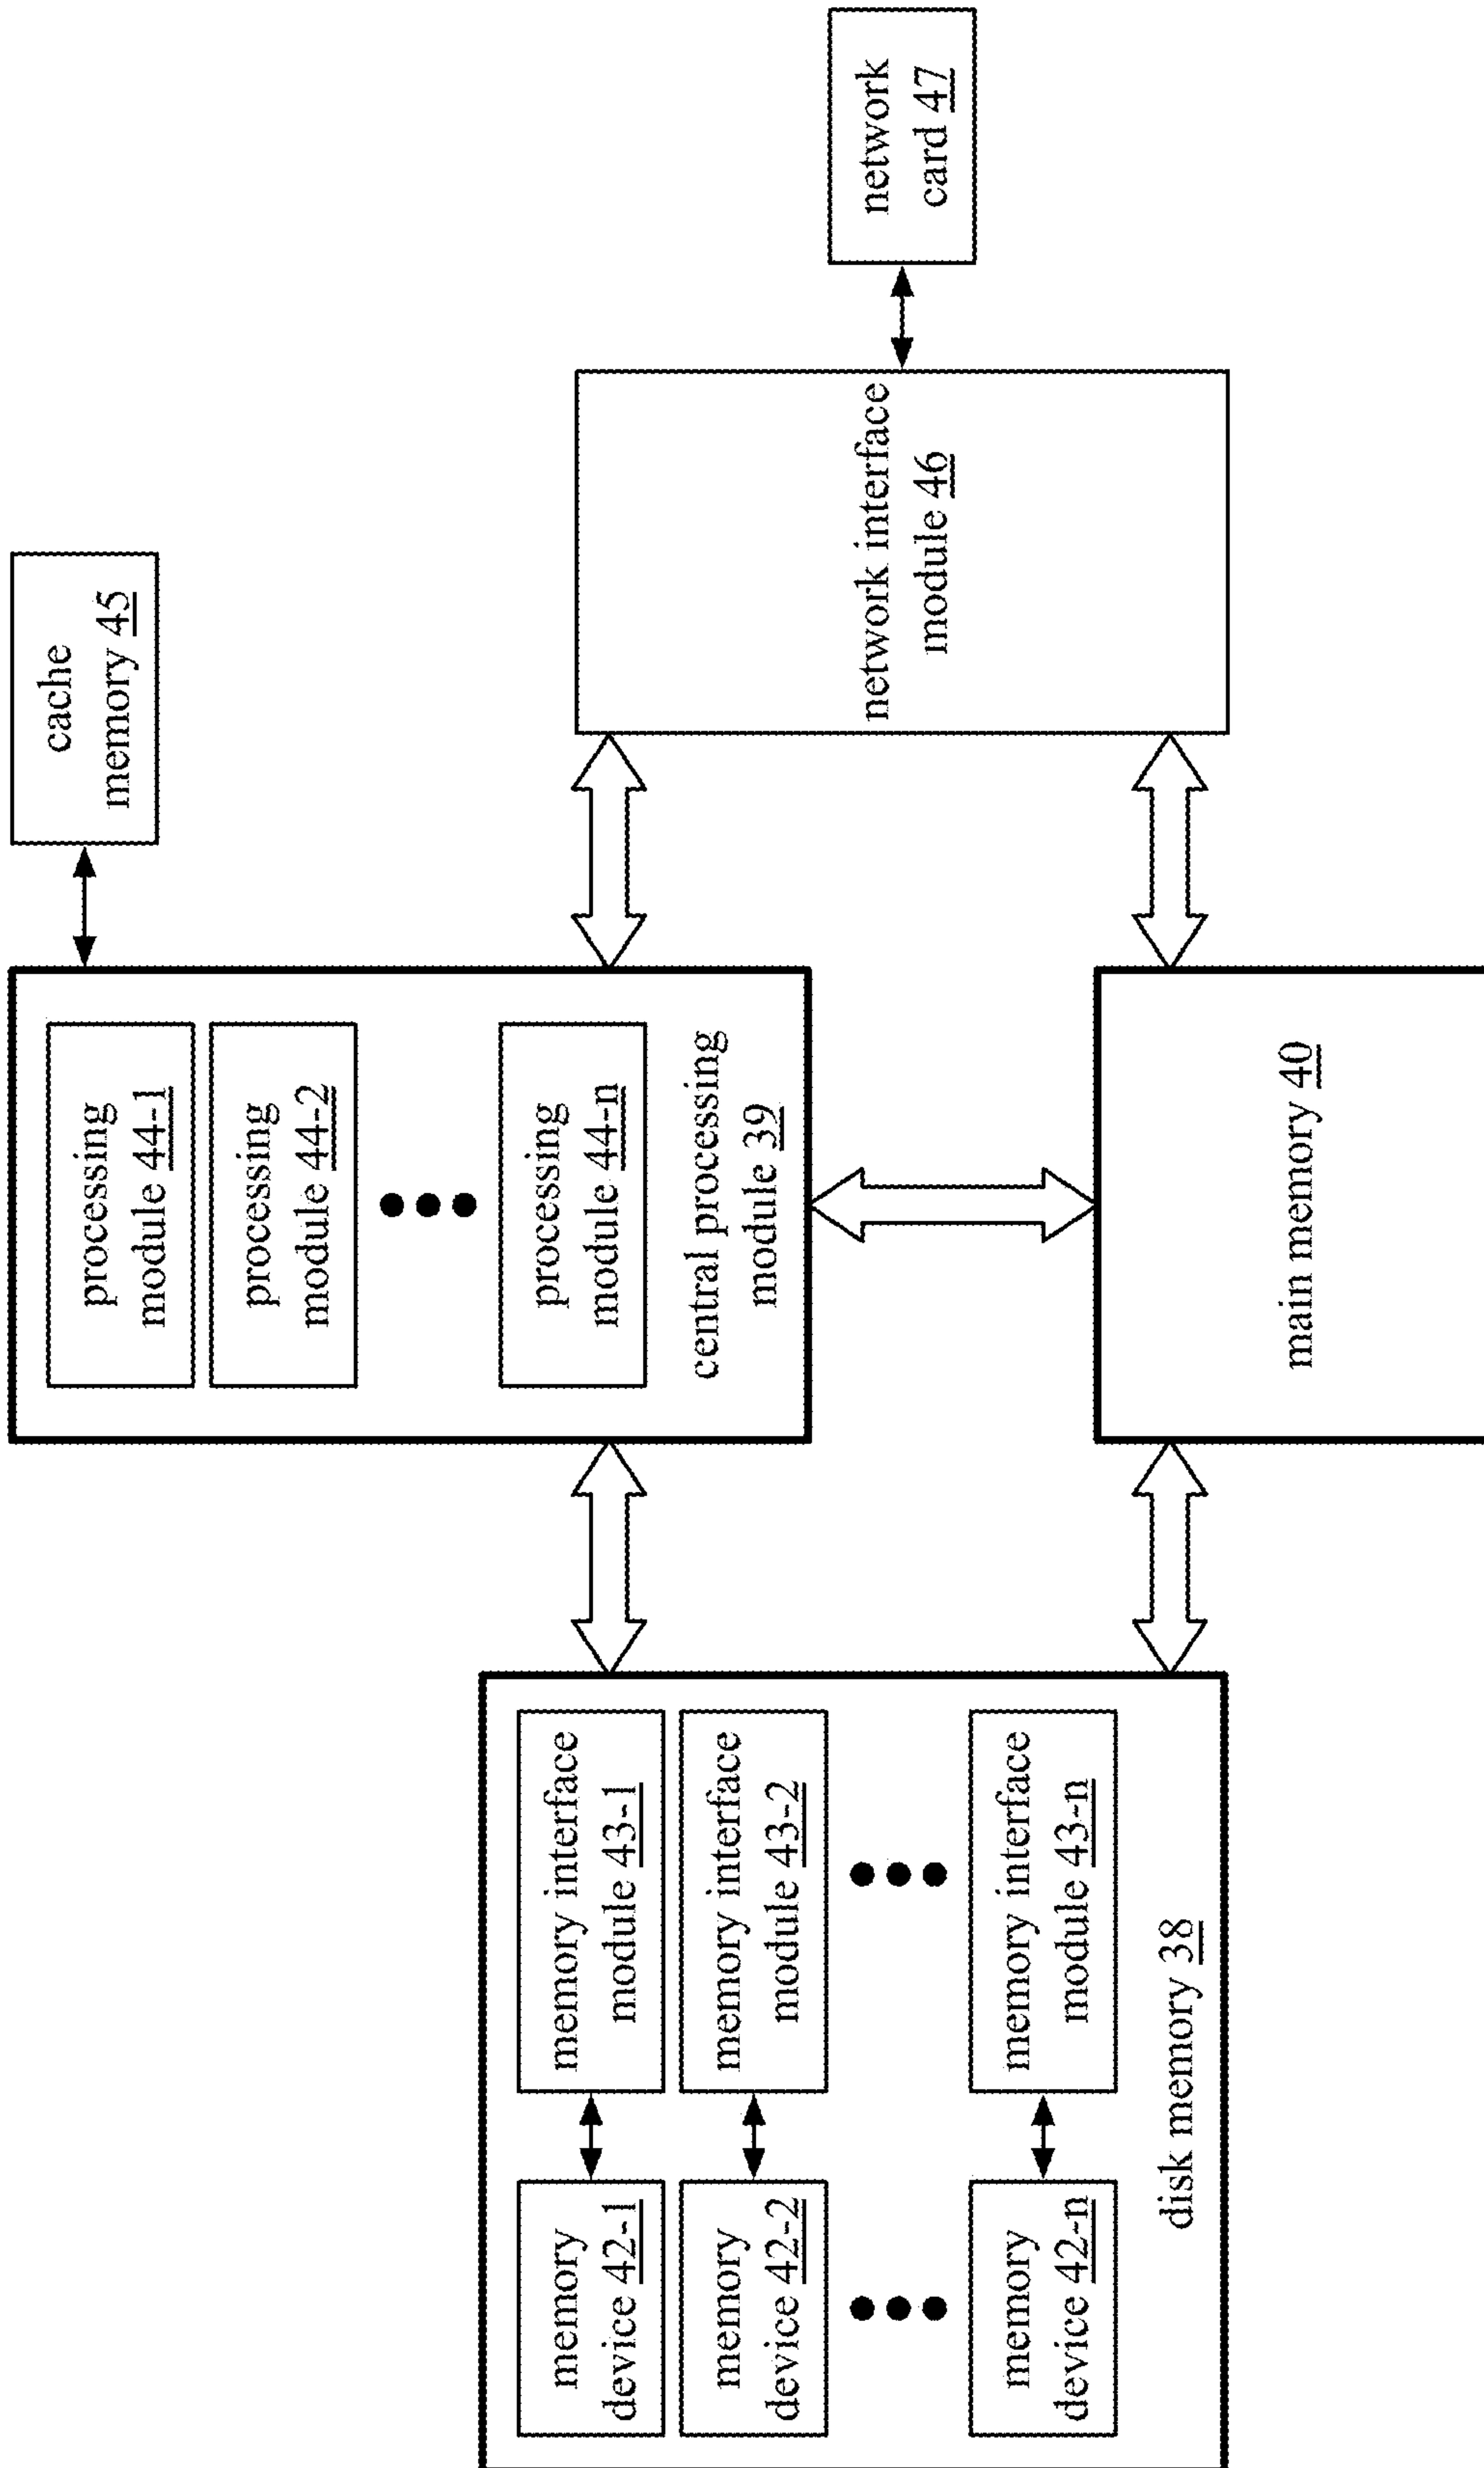 memory
device 42-1
memory interface
module 43-1
memory
device 42-2
memory interface
module 43-2
memory
device 42-n
memory interface
module 43-n
disk memory 38
processing
module 44-1
processing
module 44-2
processing
module 44-n
central processing
module 39
main memory 40
cache
memory 45
network interface
module 46
network
card 47